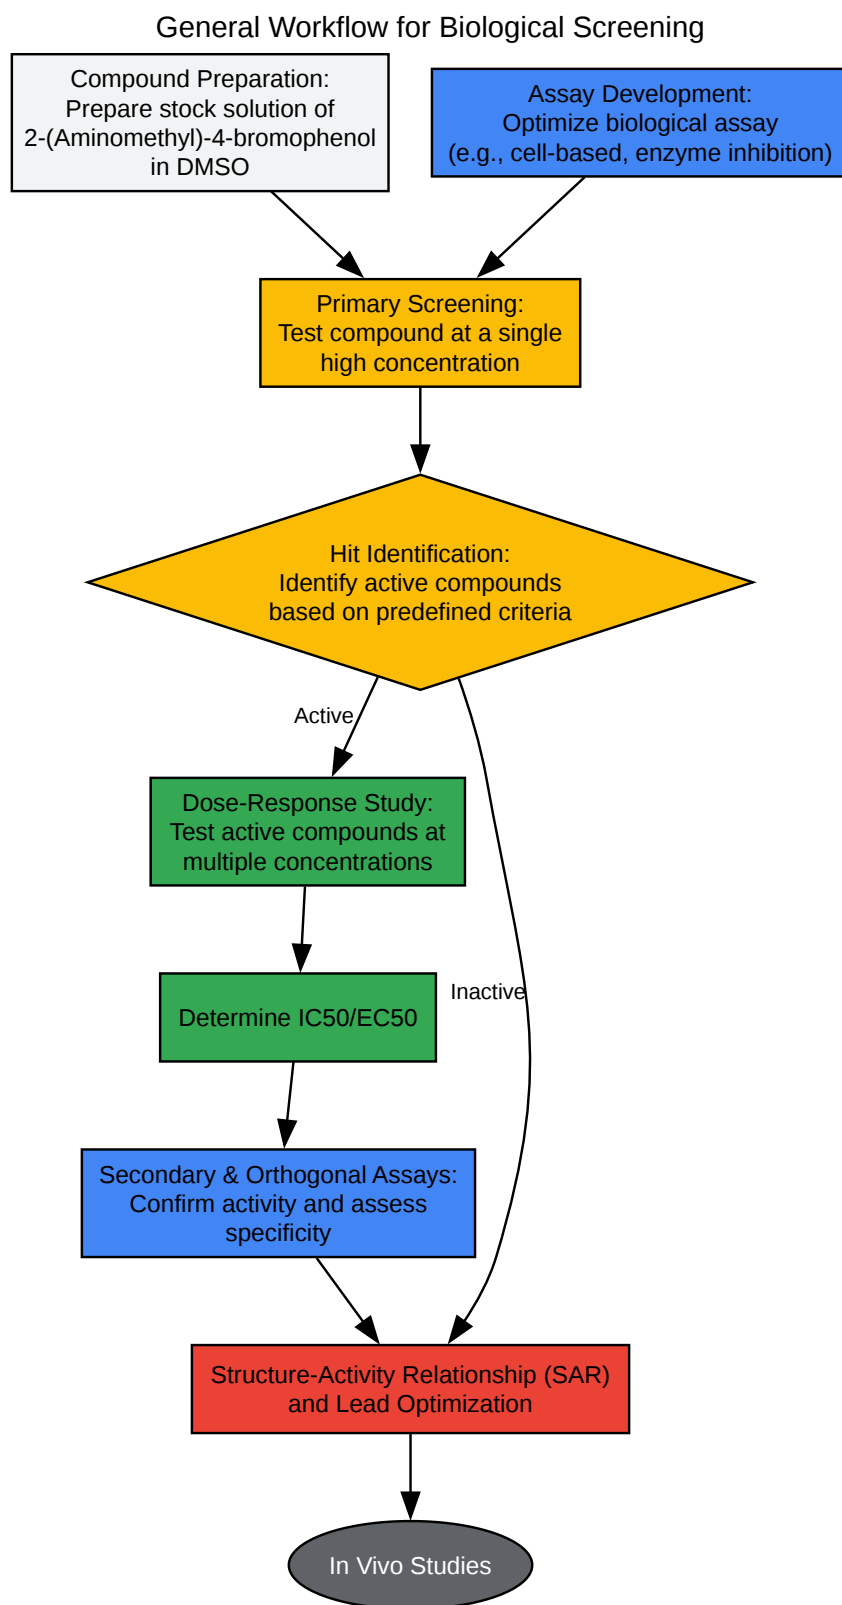 General Workflow for Biological Screening
Compound Preparation:
Prepare stock solution of
2-(Aminomethyl)-4-bromophenol
in DMSO
Assay Development:
Optimize biological assay
(e.g., cell-based, enzyme inhibition)
Primary Screening:
Test compound at a single
high concentration
Hit Identification:
Identify active compounds
based on predefined criteria
Active
Dose-Response Study:
Test active compounds at
multiple concentrations
Inactive
Determine IC50/EC50
Secondary & Orthogonal Assays:
Confirm activity and assess
specificity
Structure-Activity Relationship (SAR)
and Lead Optimization
In Vivo Studies